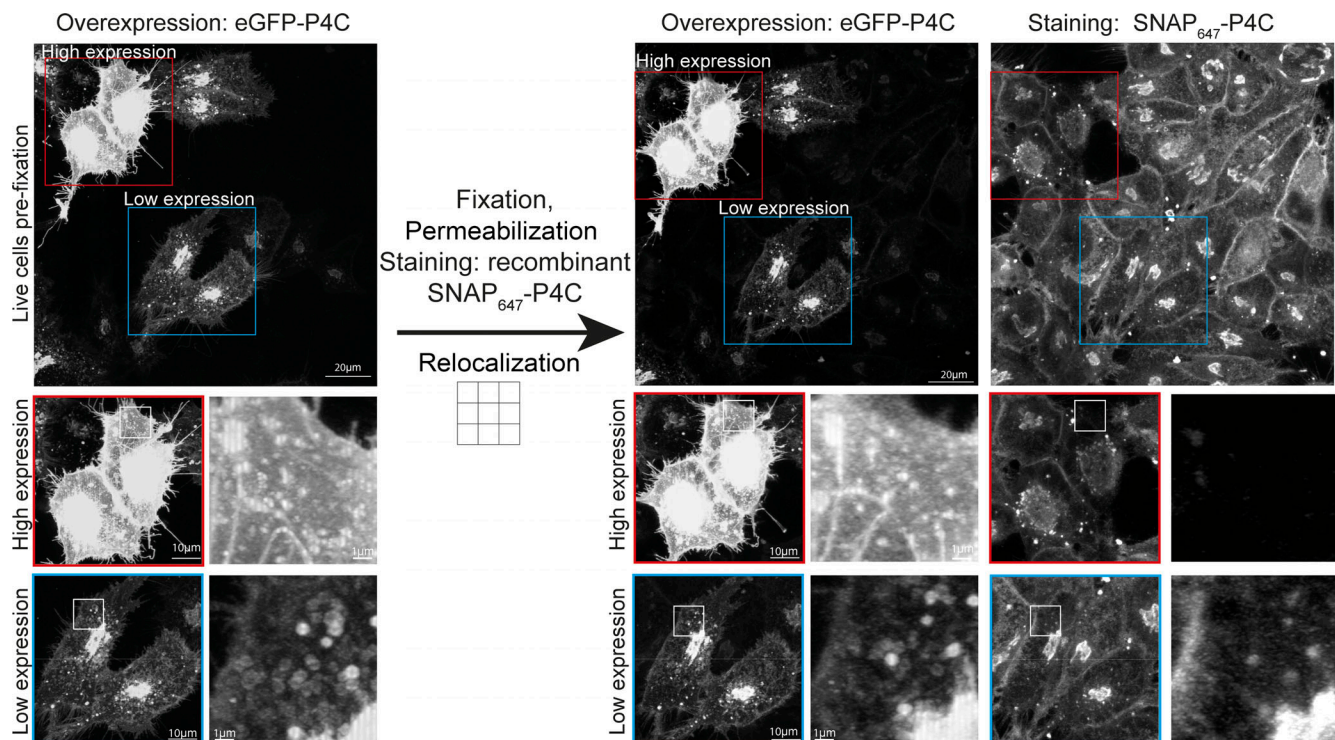 Overexpression: eGFP-P4C
Overexpression: eGFP-P4C
Staining: SNAP647-P4C
High expression
Low expression
Live cells pre-fixation
20µm
Fixation,
Permeabilization
Staining: recombinant
SNAP647-P4C
Relocalization
High expression
Low expression
20µm
High expression
10µm
1µm
High expression
10µm
1µm
Low expression
10µm
1µm
Low expression
10µm
1µm